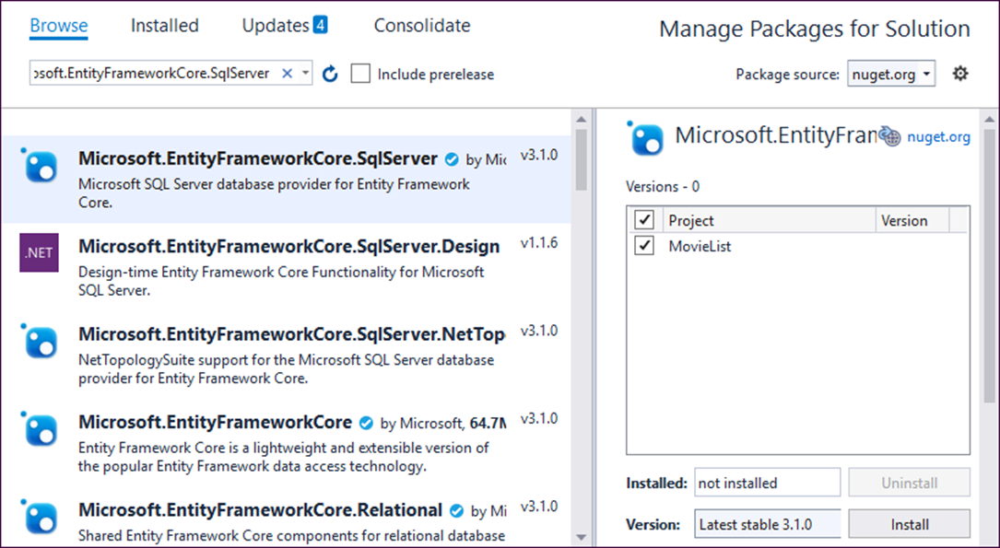 Browse Installed Updates 4 Consolidate Manage Packages for Solution
osoft.EntityFrameworkCore.SqlServer Include prerelease Package source: nuget.org
Microsoft.EntityFrameworkCore.SqlServer by Mic v3.1.0
Microsoft SQL Server database provider for Entity Framework
Core.
.NET Microsoft.EntityFrameworkCore.SqlServer.Design v1.1.6
Design-time Entity Framework Core Functionality for Microsoft
SQL Server.
Microsoft.EntityFrameworkCore.SqlServer.NetTop v3.1.0
NetTopologySuite support for the Microsoft SQL Server database
provider for Entity Framework Core.
Microsoft.EntityFrameworkCore by Microsoft, 64.7M v3.1.0
Entity Framework Core is a lightweight and extensible version of
the popular Entity Framework data access technology.
Microsoft.EntityFrameworkCore.Relational by Mi v3.1.0
Shared Entity Framework Core components for relational database
Microsoft.EntityFran nuget.org
Versions - 0
Project Version
MovieList
Installed: not installed Uninstall
Version: Latest stable 3.1.0 Install